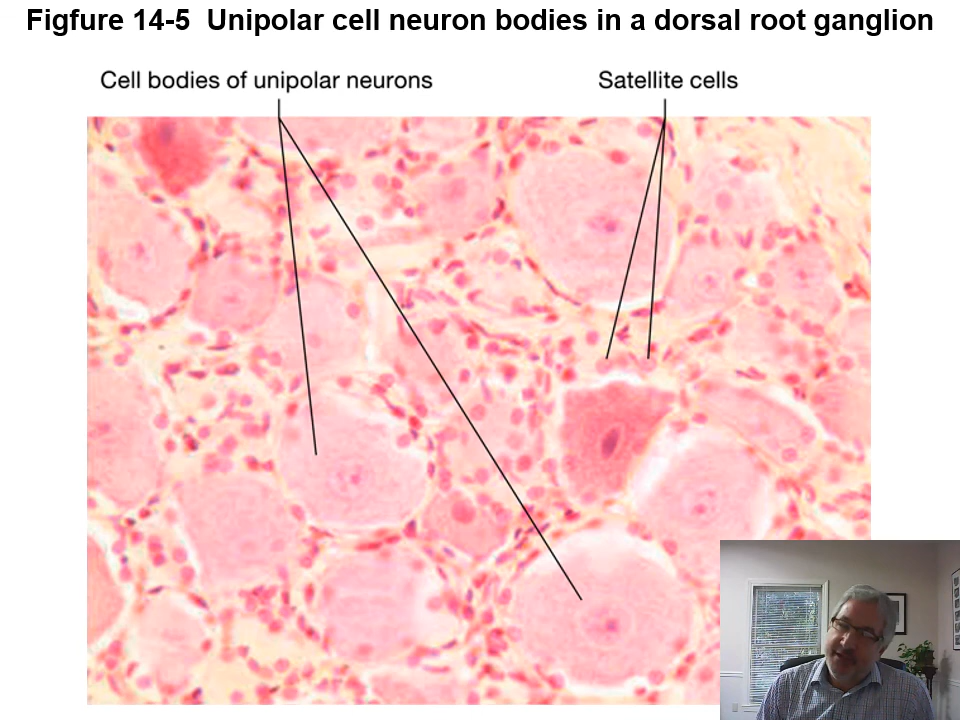 Figfure 14-5 Unipolar cell neuron bodies in a dorsal root ganglion
Cell bodies of unipolar neurons
Satellite cells